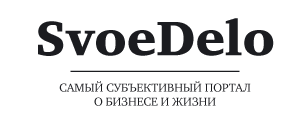 SvoeDelo
САМЫЙ СУБЪЕКТИВНЫЙ ПОРТАЛ
О БИЗНЕСЕ И ЖИЗНИ